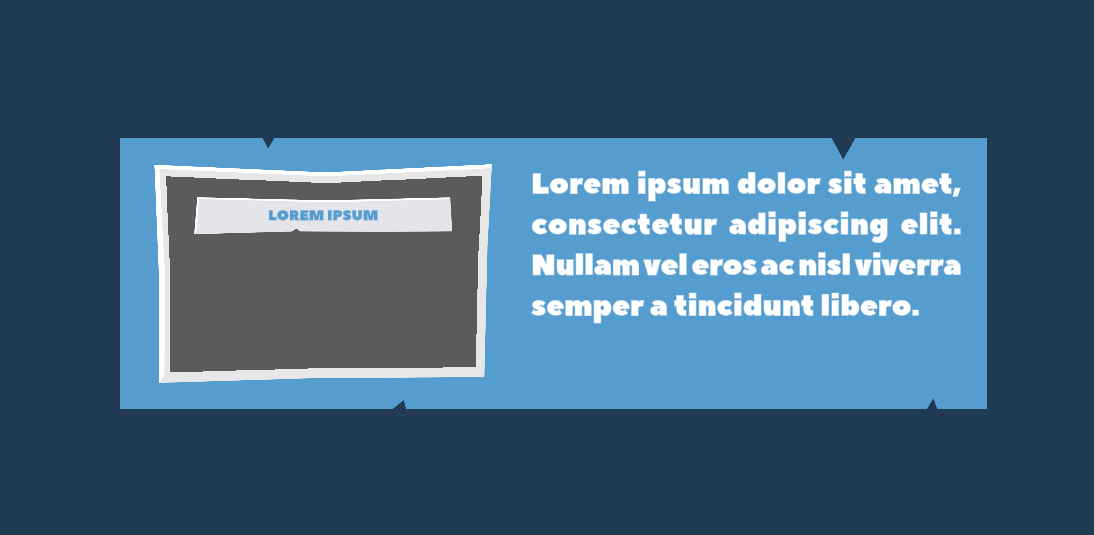 LOREM IPSUM
Lorem ipsum dolor sit amet,
consectetur adipiscing elit.
Nullam vel eros ac nisl viverra
semper a tincidunt libero.